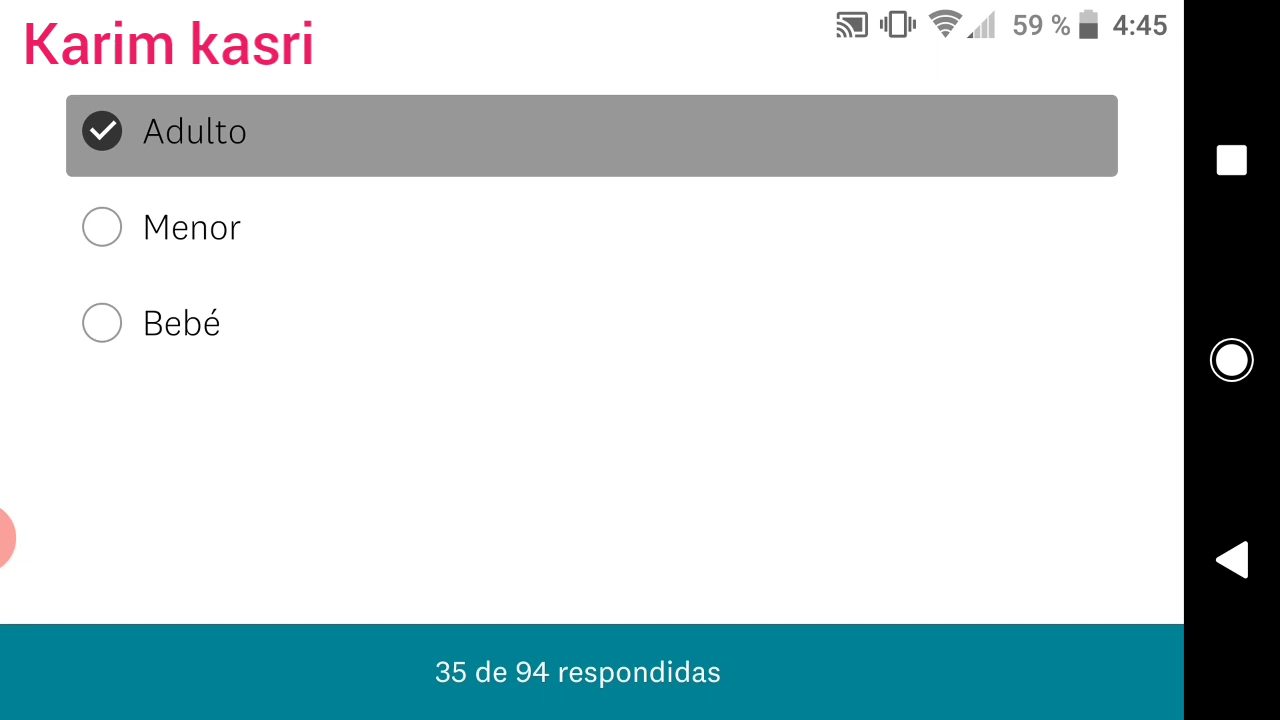 Karim kasri
59 % 4:45
Adulto
Menor
Bebé
35 de 94 respondidas